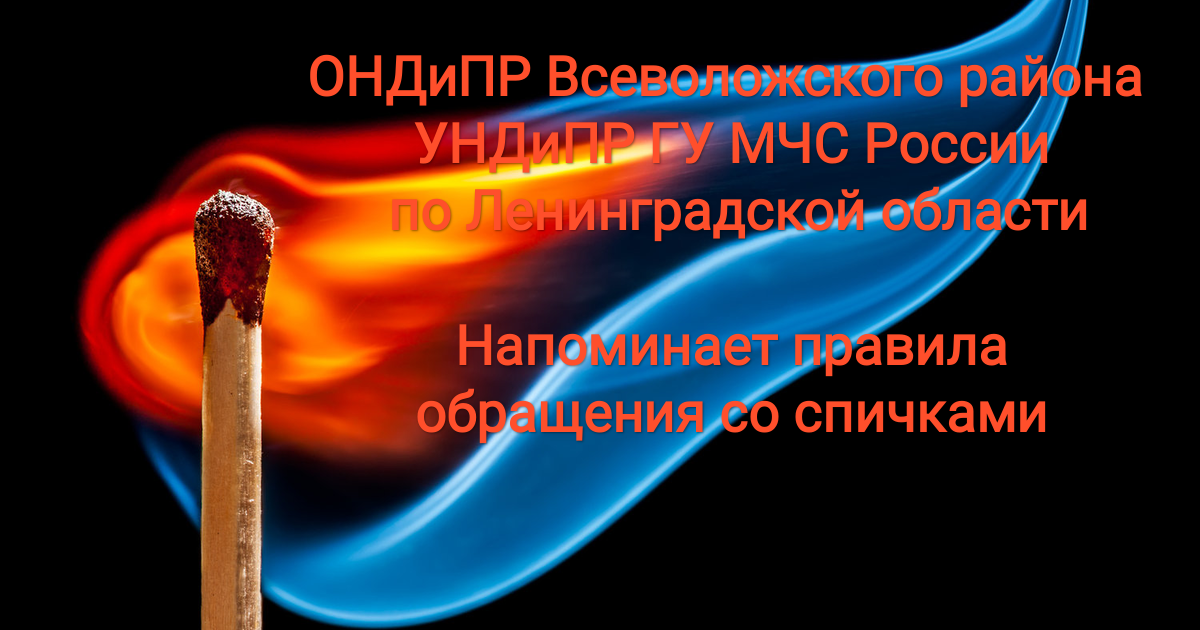 ОНДиПР Всеволожского района
УНДиПР ГУ МЧС России
по Ленинградской области
Напоминает правила
обращения со спичками